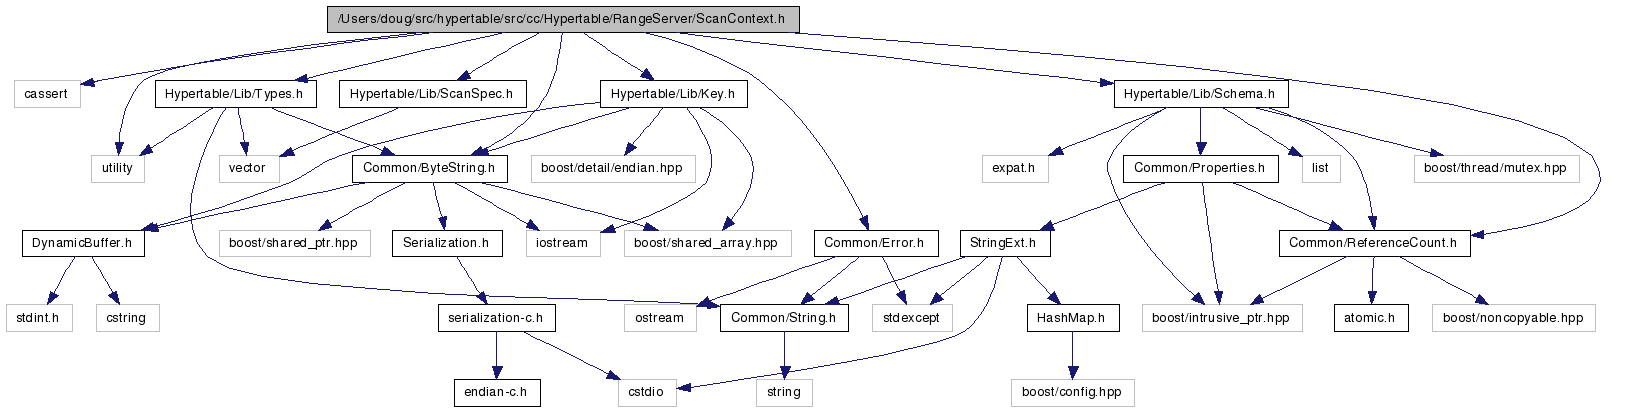 /Users/doug/src/hypertable/src/cc/Hypertable/RangeServer/ScanContext.h
cassert
Hypertable/Lib/Types.h
Hypertable/Lib/ScanSpec.h
Hypertable/Lib/Key.h
Hypertable/Lib/Schema.h
utility
vector
Common/ByteString.h
boost/detail/endian.hpp
expat.h
Common/Properties.h
list
boost/thread/mutex.hpp
DynamicBuffer.h
boost/shared_ptr.hpp
Serialization.h
iostream
boost/shared_array.hpp
Common/Error.h
StringExt.h
Common/ReferenceCount.h
stdint.h
cstring
serialization-c.h
ostream
Common/String.h
stdexcept
HashMap.h
boost/intrusive_ptr.hpp
atomic.h
boost/noncopyable.hpp
endian-c.h
cstdio
string
boost/config.hpp